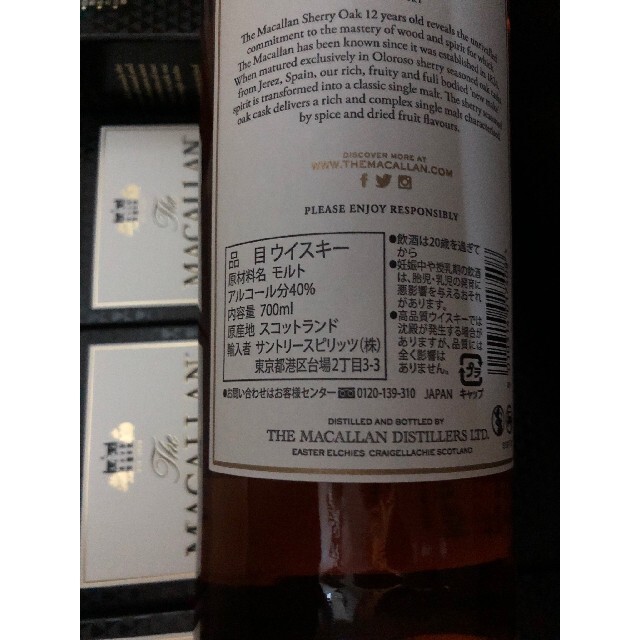 The Macallan Sherry Oak 12 years old reveals the unrivalled
commitment to the mastery of wood and spirit for which
The Macallan has been known since it was established in 1824.
When matured exclusively in Oloroso sherry seasoned oak casks
from Jerez, Spain, our rich, fruity and full bodied 'new make'
spirit is transformed into a classic single malt. The sherry seasoned
oak cask delivers a rich and complex single malt characterised
by spice and dried fruit flavours.
DISCOVER MORE AT
WWW.THEMACALLAN.COM
PLEASE ENJOY RESPONSIBLY
品 目 ウイスキー
原材料名 モルト
アルコール分40%
内容量 700ml
原産地 スコットランド
輸入者 サントリースピリッツ(株)
東京都港区台場2丁目3-3
●飲酒は20歳を過ぎて
から
●妊娠中や授乳期の飲酒
は、胎児・乳児の発育に
悪影響を与えるおそれ
があります。
●高品質ウイスキーでは
沈殿が発生する場合が
ありますが、品質には
全く影響は
ありません。
プラ
●お問い合わせはお客様センター 0120-139-310 JAPAN キャップ
DISTILLED AND BOTTLED BY
THE MACALLAN DISTILLERS LTD.
EASTER ELCHIES CRAIGELLACHIE SCOTLAND
The
MACALLAN
The
MACALLAN